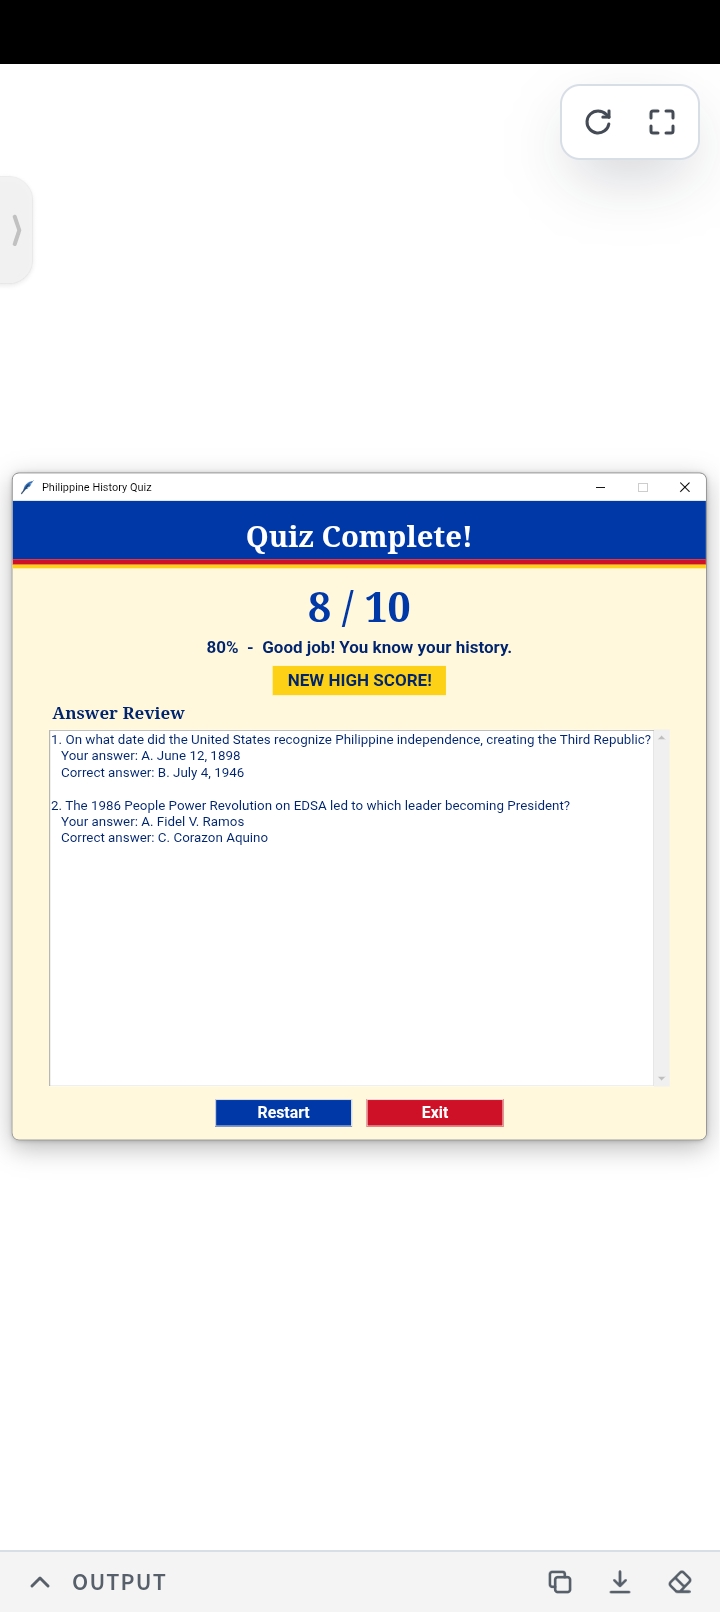 Philippine History Quiz
Quiz Complete!
8 / 10
80%  -  Good job! You know your history.
NEW HIGH SCORE!
Answer Review
1. On what date did the United States recognize Philippine independence, creating the Third Republic?
Your answer: A. June 12, 1898
Correct answer: B. July 4, 1946
2. The 1986 People Power Revolution on EDSA led to which leader becoming President?
Your answer: A. Fidel V. Ramos
Correct answer: C. Corazon Aquino
Restart
Exit
OUTPUT